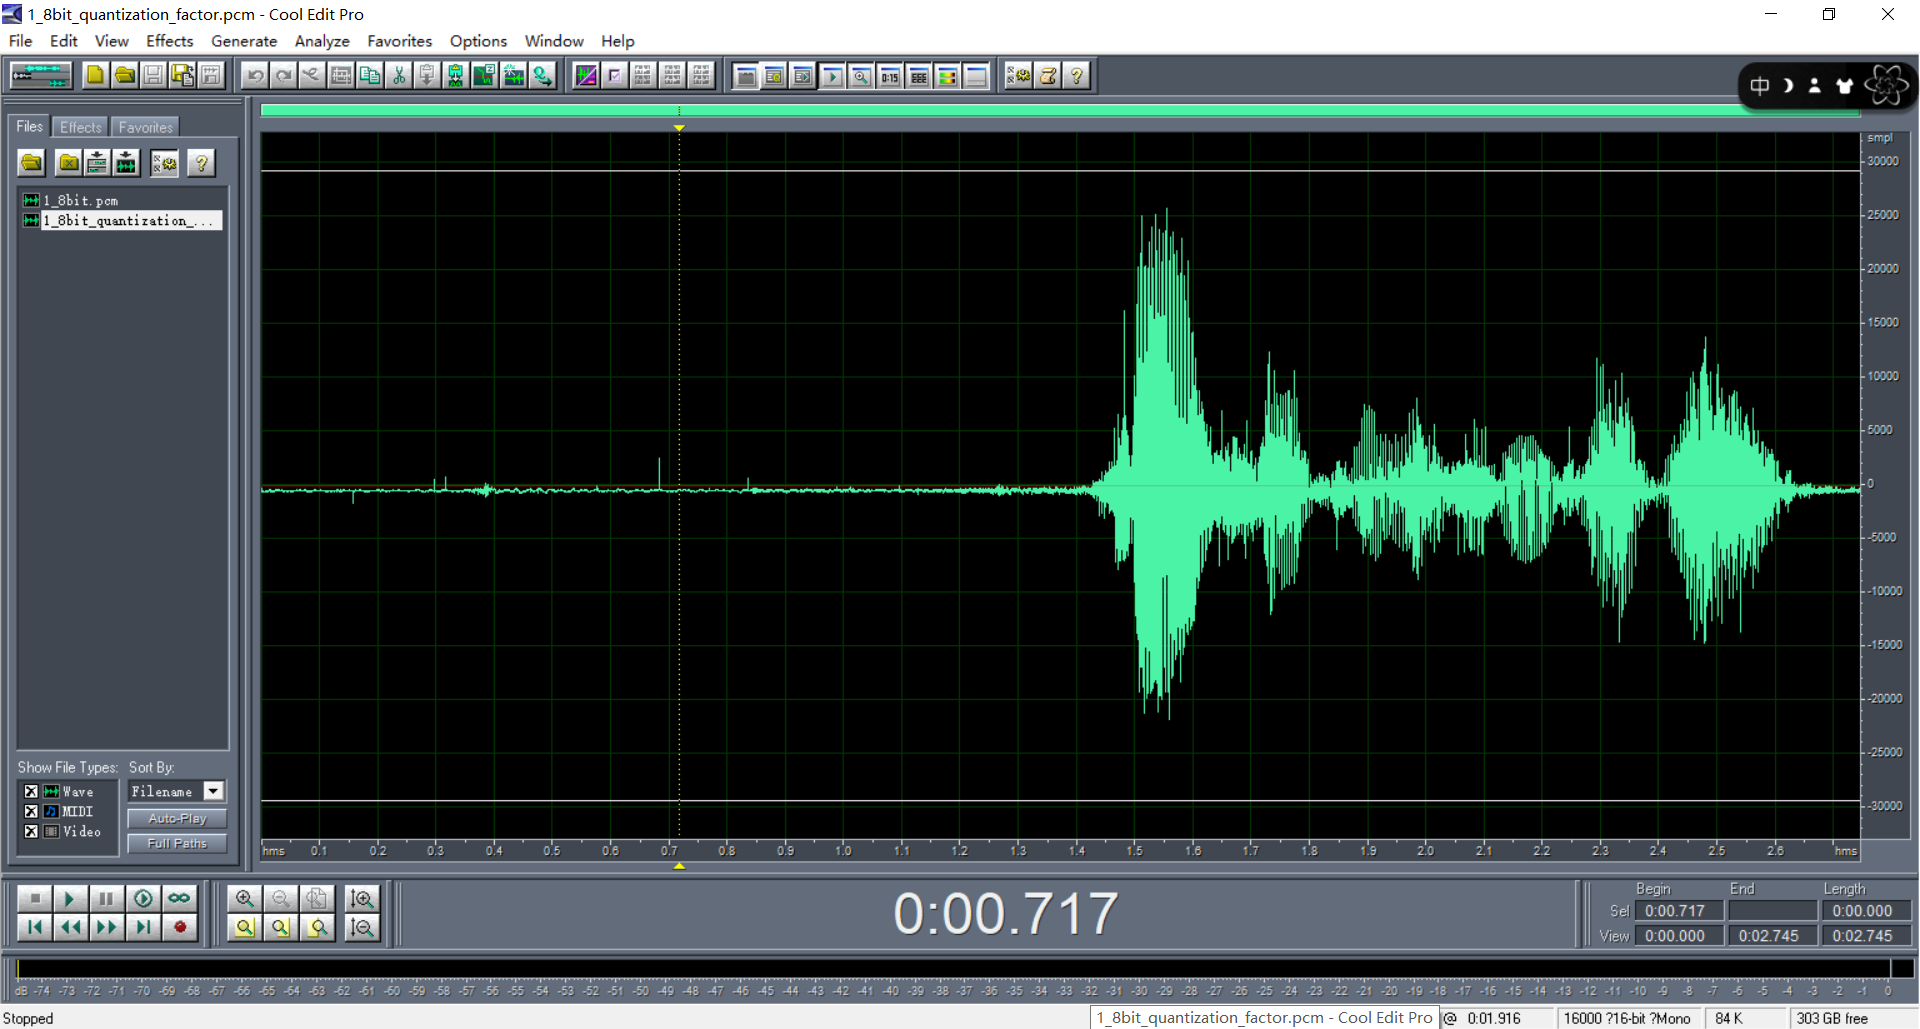 1_8bit_quantization_factor.pcm - Cool Edit Pro
File Edit View Effects Generate Analyze Favorites Options Window Help
0:15
中
Files Effects Favorites
1_8bit.pcm
1_8bit_quantization_...
Show File Types: Sort By:
Wave
MIDI
Video
Filename
Auto-Play
Full Paths
smpl
30000
25000
20000
15000
10000
5000
0
-5000
-10000
-15000
-20000
-25000
-30000
hms 0.1 0.2 0.3 0.4 0.5 0.6 0.7 0.8 0.9 1.0 1.1 1.2 1.3 1.4 1.5 1.6 1.7 1.8 1.9 2.0 2.1 2.2 2.3 2.4 2.5 2.6 hms
0:00.717
Begin End Length
Sel 0:00.717 0:00.000
View 0:00.000 0:02.745 0:02.745
dB -74 -73 -72 -71 -70 -69 -68 -67 -66 -65 -64 -63 -62 -61 -60 -59 -58 -57 -56 -55 -54 -53 -52 -51 -50 -49 -48 -47 -46 -45 -44 -43 -42 -41 -40 -39 -38 -37 -36 -35 -34 -33 -32 -31 -30 -29 -28 -27 -26 -25 -24 -23 -22 -21 -20 -19 -18 -17 -16 -15 -14 -13 -12 -11 -10 -9 -8 -7 -6 -5 -4 -3 -2 -1 0
Stopped
1_8bit_quantization_factor.pcm - Cool Edit Pro
@ 0:01.916
16000 ?16-bit ?Mono
84 K
303 GB free